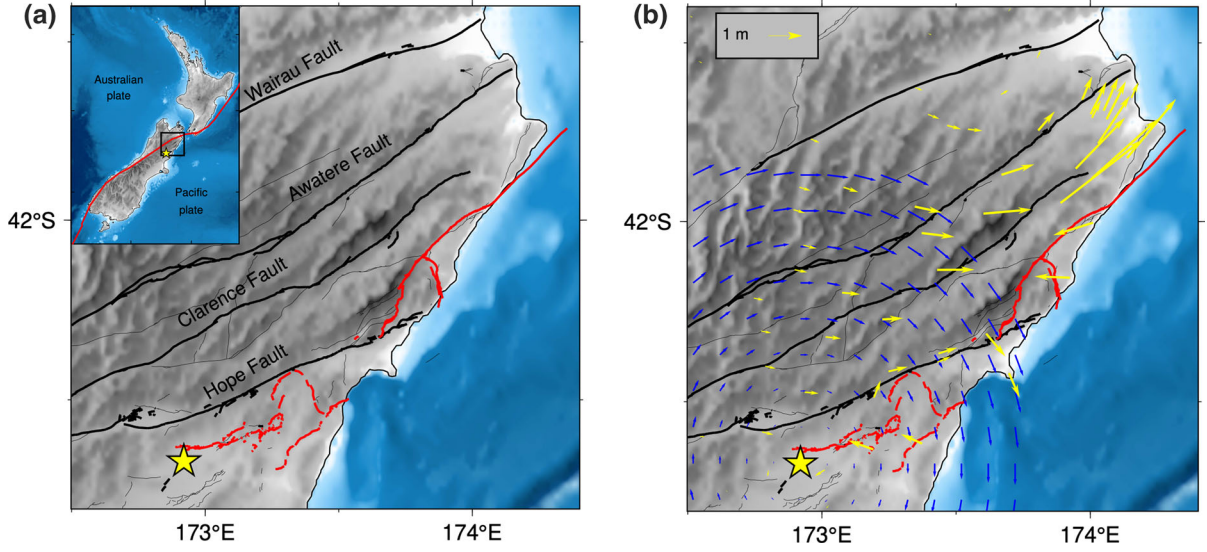 (a)
Australian
plate
Pacific
plate
Wairau Fault
Awatere Fault
Clarence Fault
Hope Fault
42°S
173°E
174°E
(b)
1 m
42°S
173°E
174°E